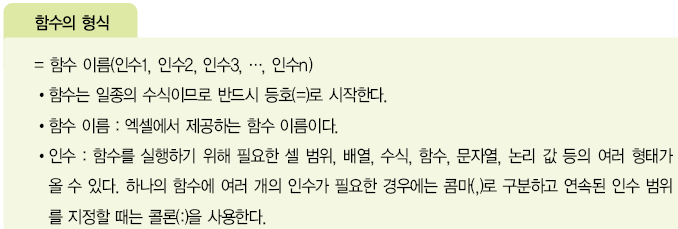 함수의 형식
= 함수 이름(인수1, 인수2, 인수3, …, 인수n)
• 함수는 일종의 수식이므로 반드시 등호(=)로 시작한다.
• 함수 이름 : 엑셀에서 제공하는 함수 이름이다.
• 인수 : 함수를 실행하기 위해 필요한 셀 범위, 배열, 수식, 함수, 문자열, 논리 값 등의 여러 형태가
올 수 있다. 하나의 함수에 여러 개의 인수가 필요한 경우에는 콤마(,)로 구분하고 연속된 인수 범위
를 지정할 때는 콜론(:)을 사용한다.